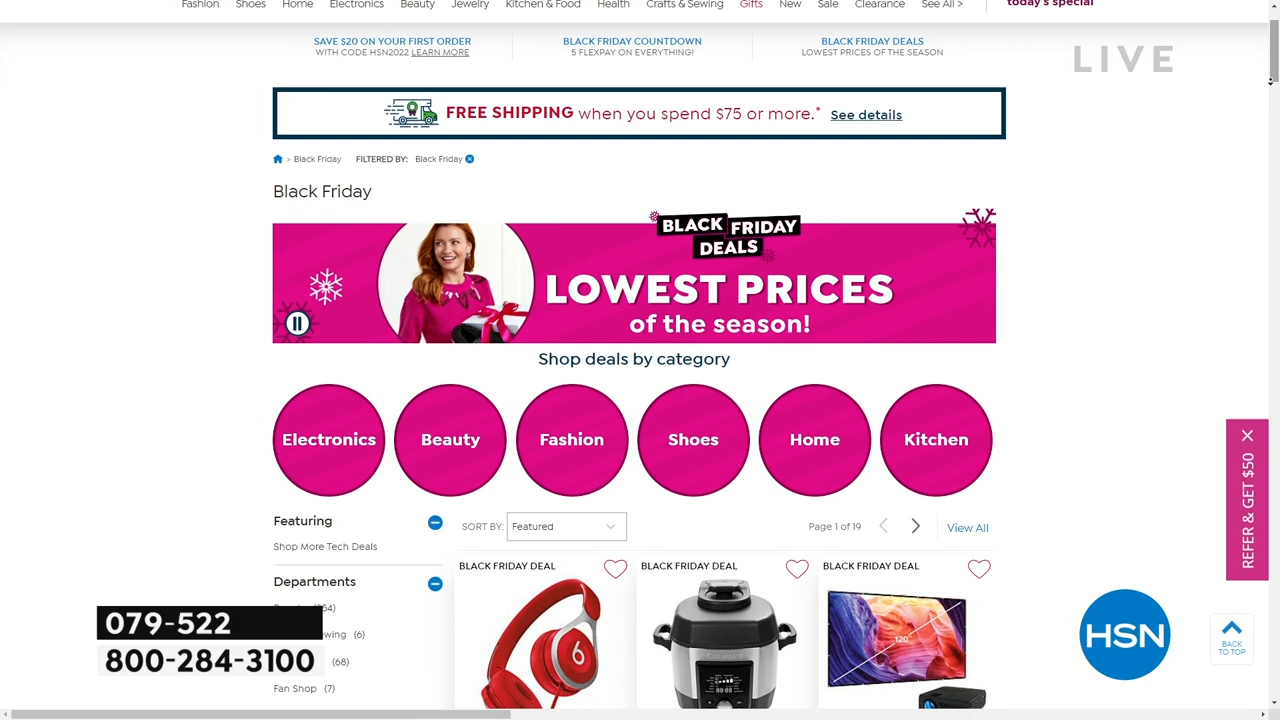 Fashion Shoes Home Electronics Beauty Jewelry Kitchen & Food Health Crafts & Sewing Gifts New Sale Clearance See All >
today's special
SAVE $20 ON YOUR FIRST ORDER
WITH CODE HSN2022 LEARN MORE
BLACK FRIDAY COUNTDOWN
5 FLEXPAY ON EVERYTHING!
BLACK FRIDAY DEALS
LOWEST PRICES OF THE SEASON
LIVE
FREE SHIPPING when you spend $75 or more.* See details
> Black Friday FILTERED BY: Black Friday
Black Friday
BLACK FRIDAY
DEALS
LOWEST PRICES
of the season!
Shop deals by category
Electronics
Beauty
Fashion
Shoes
Home
Kitchen
REFER & GET $50
Featuring
Shop More Tech Deals
SORT BY: Featured
Page 1 of 19
View All
Departments
BLACK FRIDAY DEAL
BLACK FRIDAY DEAL
BLACK FRIDAY DEAL
120"
079-522
(6)
800-284-3100
(68)
Fan Shop (7)
HSN
BACK
TO TOP